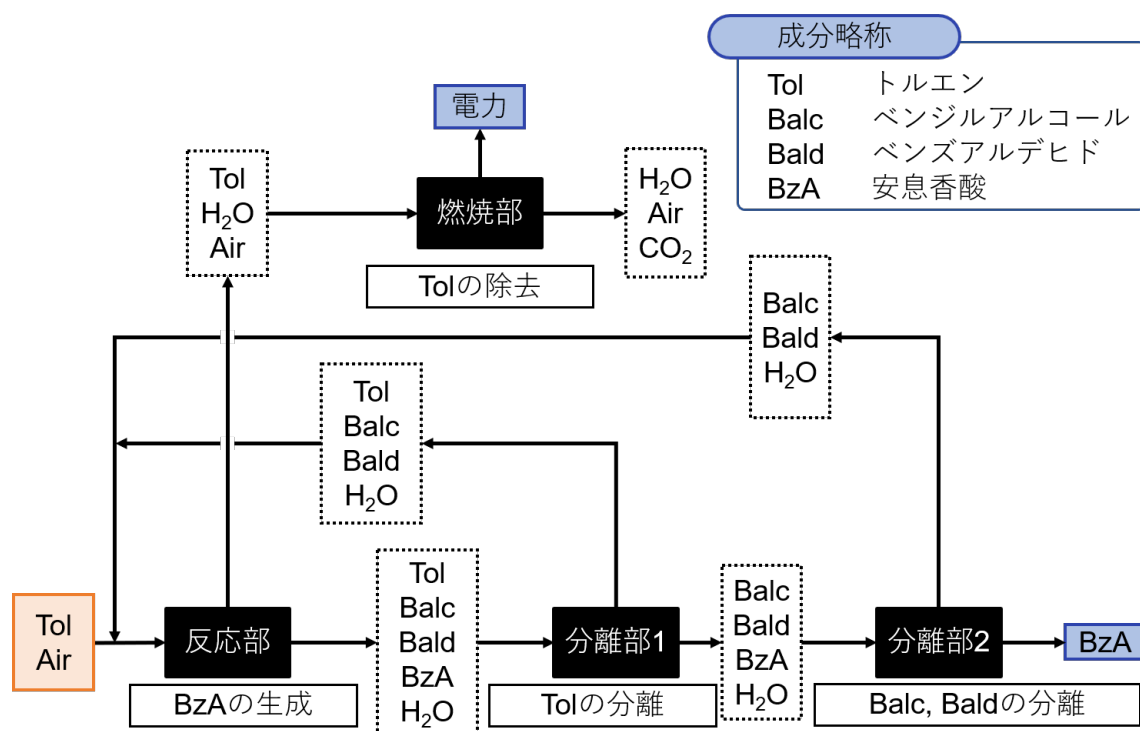 成分略称
Tol トルエン
Balc ベンジルアルコール
Bald ベンズアルデヒド
BzA 安息香酸
電力
Tol
H₂O
Air
燃焼部
H₂O
Air
CO₂
Tolの除去
Balc
Bald
H₂O
Tol
Balc
Bald
H₂O
Tol
Air
反応部
BzAの生成
Tol
Balc
Bald
BzA
H₂O
分離部1
Tolの分離
Balc
Bald
BzA
H₂O
分離部2
Balc, Baldの分離
BzA